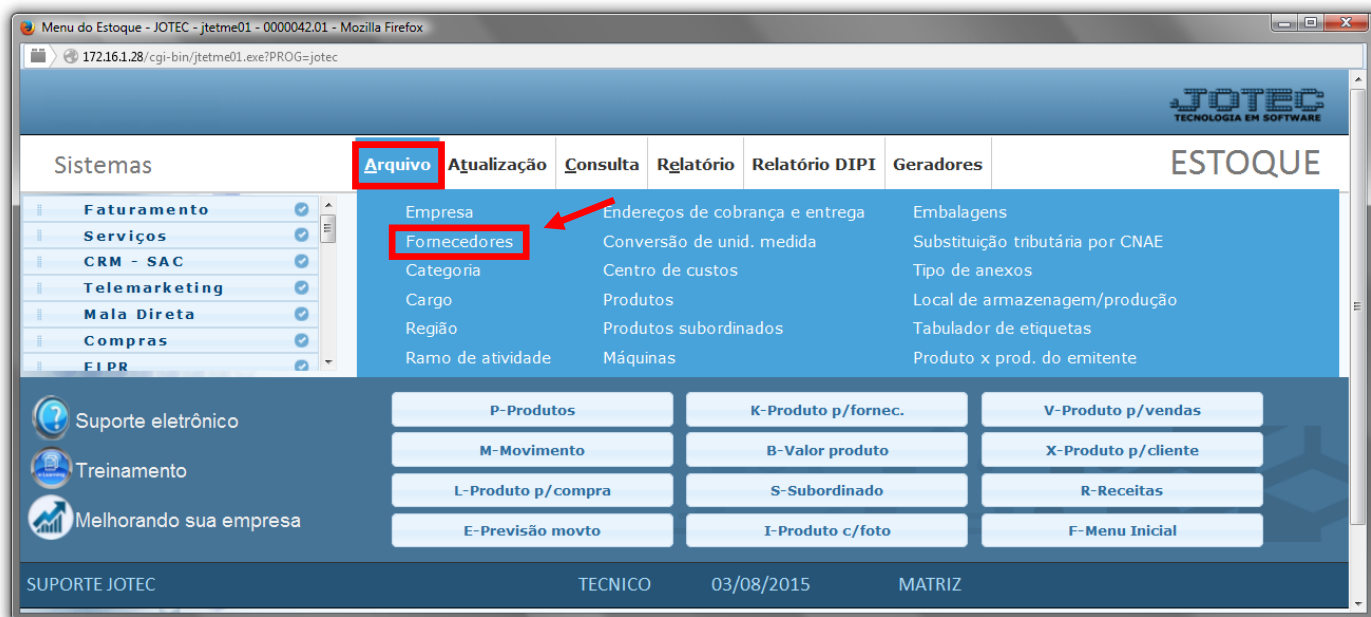 Menu do Estoque - JOTEC - jtetme01 - 0000042.01 - Mozilla Firefox
172.16.1.28/cgi-bin/jtetme01.exe?PROG=jotec
JOTEC
TECNOLOGIA EM SOFTWARE
Sistemas
Arquivo Atualização Consulta Relatório Relatório DIPI Geradores
ESTOQUE
Faturamento
Serviços
CRM - SAC
Telemarketing
Mala Direta
Compras
Empresa Endereços de cobrança e entrega Embalagens
Fornecedores Conversão de unid. medida Substituição tributária por CNAE
Categoria Centro de custos Tipo de anexos
Cargo Produtos Local de armazenagem/produção
Região Produtos subordinados Tabulador de etiquetas
Ramo de atividade Máquinas Produto x prod. do emitente
Suporte eletrônico
Treinamento
Melhorando sua empresa
P-Produtos K-Produto p/fornec. V-Produto p/vendas
M-Movimento B-Valor produto X-Produto p/cliente
L-Produto p/compra S-Subordinado R-Receitas
E-Previsão movto I-Produto c/foto F-Menu Inicial
SUPORTE JOTEC TECNICO 03/08/2015 MATRIZ